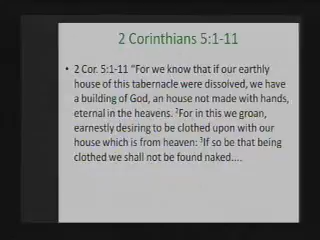 2 Corinthians 5:1-11
• 2 Cor. 5:1-11 “For we know that if our earthly
house of this tabernacle were dissolved, we have
a building of God, an house not made with hands,
eternal in the heavens. ²For in this we groan,
earnestly desiring to be clothed upon with our
house which is from heaven: ³If so be that being
clothed we shall not be found naked....